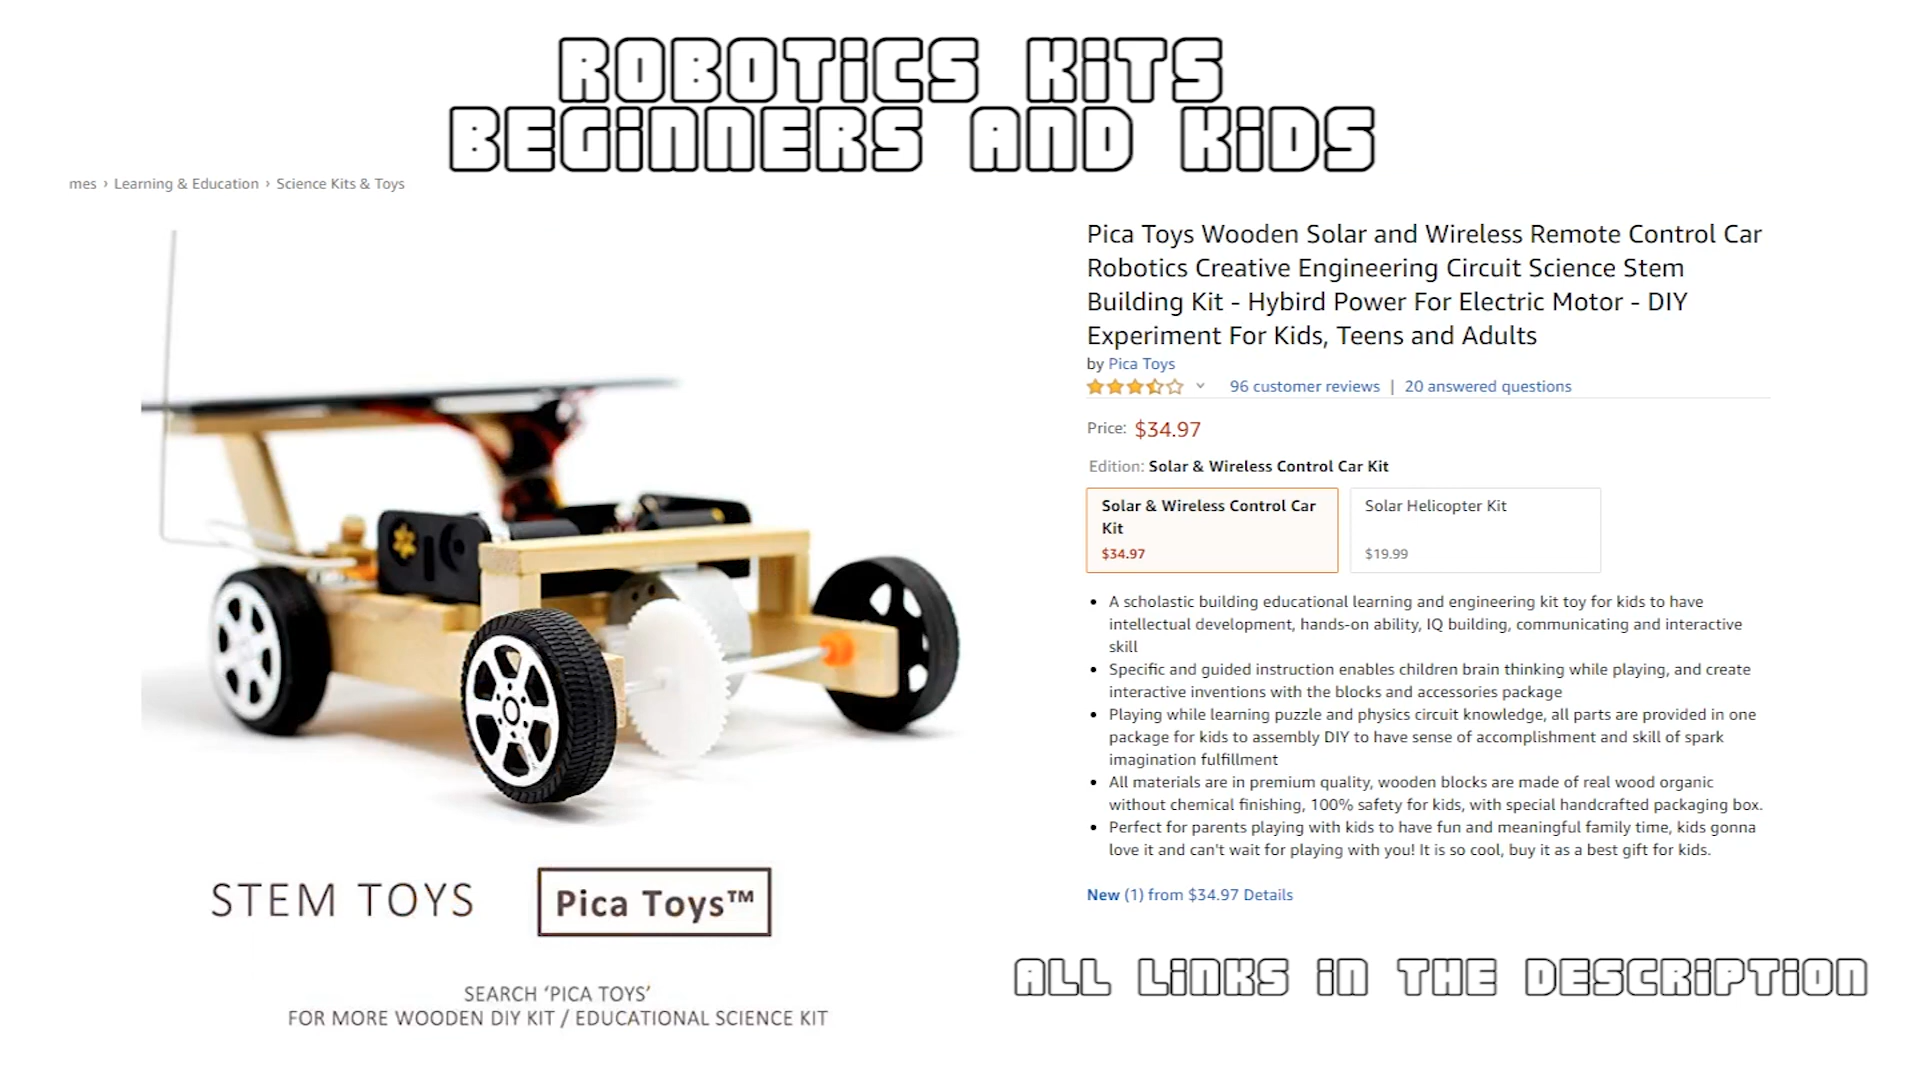 ROBOTiCS KiTS
BEGiNNERS AND KiDS
mes › Learning & Education › Science Kits & Toys
Pica Toys Wooden Solar and Wireless Remote Control Car
Robotics Creative Engineering Circuit Science Stem
Building Kit - Hybird Power For Electric Motor - DIY
Experiment For Kids, Teens and Adults
by Pica Toys
96 customer reviews | 20 answered questions
Price: $34.97
Edition: Solar & Wireless Control Car Kit
Solar & Wireless Control Car
Kit
$34.97
Solar Helicopter Kit
$19.99
• A scholastic building educational learning and engineering kit toy for kids to have
intellectual development, hands-on ability, IQ building, communicating and interactive
skill
• Specific and guided instruction enables children brain thinking while playing, and create
interactive inventions with the blocks and accessories package
• Playing while learning puzzle and physics circuit knowledge, all parts are provided in one
package for kids to assembly DIY to have sense of accomplishment and skill of spark
imagination fulfillment
• All materials are in premium quality, wooden blocks are made of real wood organic
without chemical finishing, 100% safety for kids, with special handcrafted packaging box.
• Perfect for parents playing with kids to have fun and meaningful family time, kids gonna
love it and can't wait for playing with you! It is so cool, buy it as a best gift for kids.
New (1) from $34.97 Details
STEM TOYS
Pica Toys™
SEARCH ‘PICA TOYS’
FOR MORE WOODEN DIY KIT / EDUCATIONAL SCIENCE KIT
ALL LiNKS iN THE DESCRiPTiON